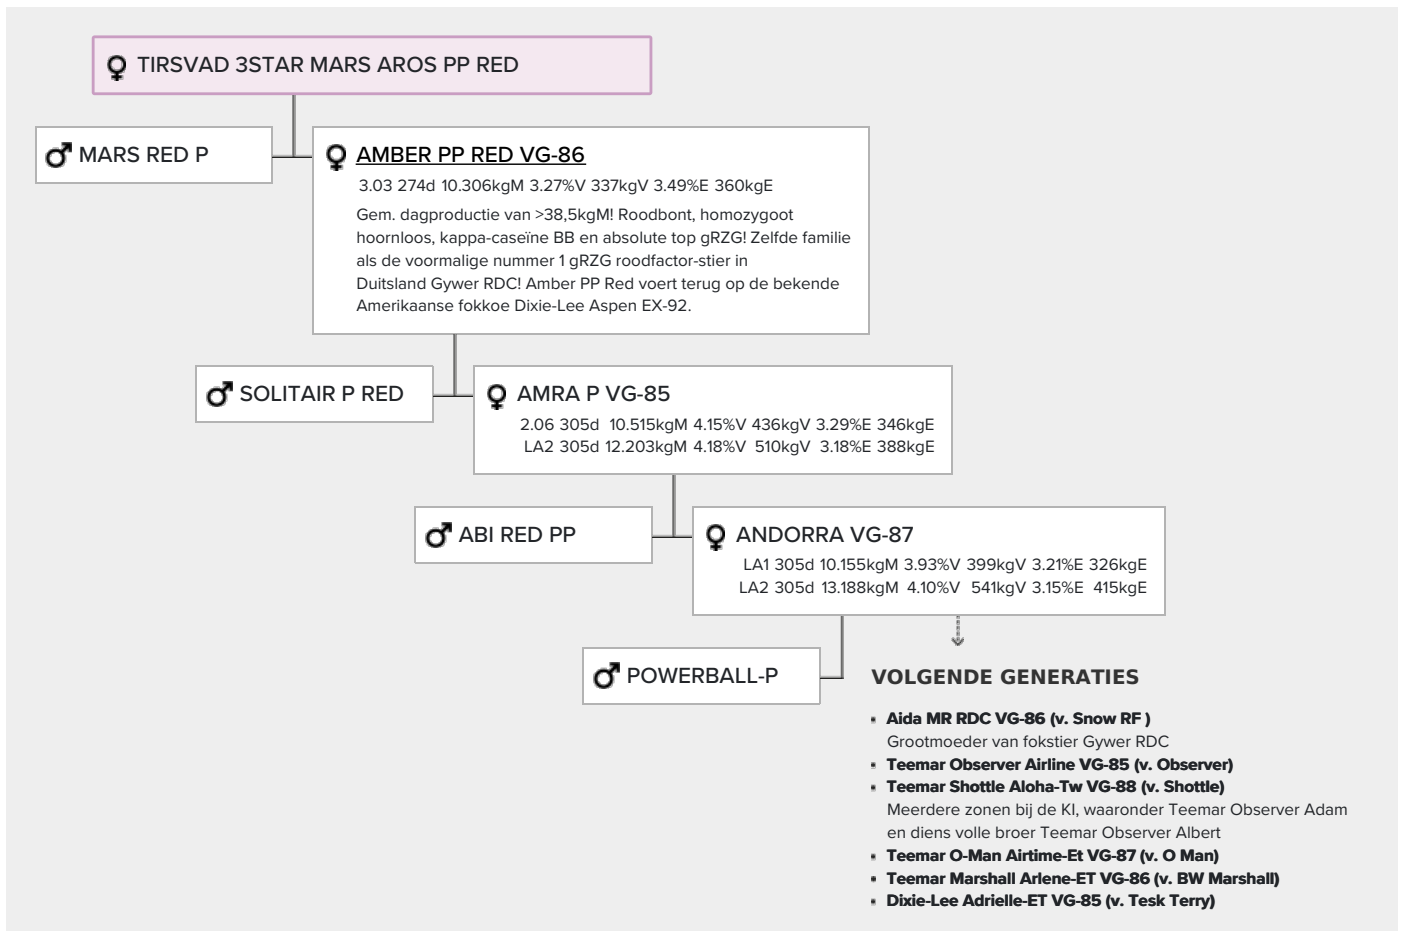 TIRSVAD 3STAR MARS AROS PP RED
MARS RED P
AMBER PP RED VG-86
3.03 274d 10.306kgM 3.27%V 337kgV 3.49%E 360kgE
Gem. dagproductie van >38,5kgM! Roodbont, homozygoot
hoornloos, kappa-caseïne BB en absolute top gRZG! Zelfde familie
als de voormalige nummer 1 gRZG roodfactor-stier in
Duitsland Gywer RDC! Amber PP Red voert terug op de bekende
Amerikaanse fokkoe Dixie-Lee Aspen EX-92.
SOLITAIR P RED
AMRA P VG-85
2.06 305d 10.515kgM 4.15%V 436kgV 3.29%E 346kgE
LA2 305d 12.203kgM 4.18%V 510kgV 3.18%E 388kgE
ABI RED PP
ANDORRA VG-87
LA1 305d 10.155kgM 3.93%V 399kgV 3.21%E 326kgE
LA2 305d 13.188kgM 4.10%V 541kgV 3.15%E 415kgE
POWERBALL-P
VOLGENDE GENERATIES
Aida MR RDC VG-86 (v. Snow RF )
Grootmoeder van fokstier Gywer RDC
Teemar Observer Airline VG-85 (v. Observer)
Teemar Shottle Aloha-Tw VG-88 (v. Shottle)
Meerdere zonen bij de KI, waaronder Teemar Observer Adam
en diens volle broer Teemar Observer Albert
Teemar O-Man Airtime-Et VG-87 (v. O Man)
Teemar Marshall Arlene-ET VG-86 (v. BW Marshall)
Dixie-Lee Adrielle-ET VG-85 (v. Tesk Terry)